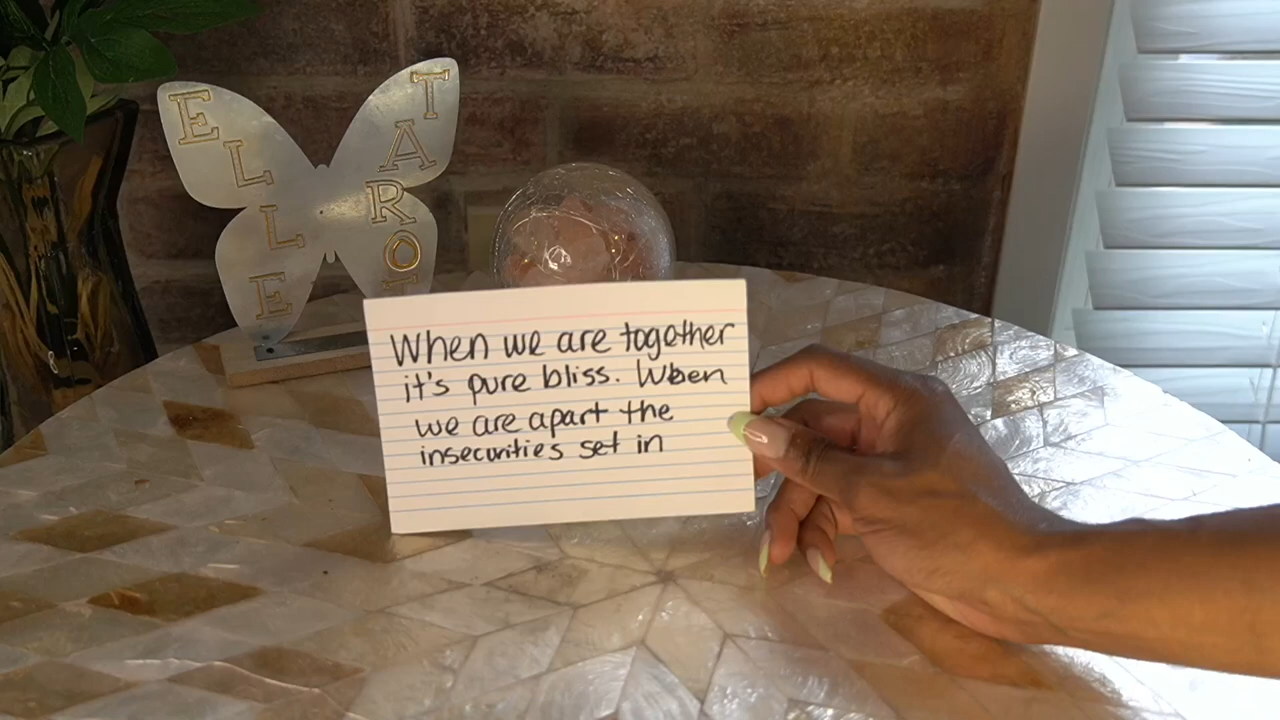 ELLE
TAROT
When we are together
it's pure bliss. When
we are apart the
insecurities set in